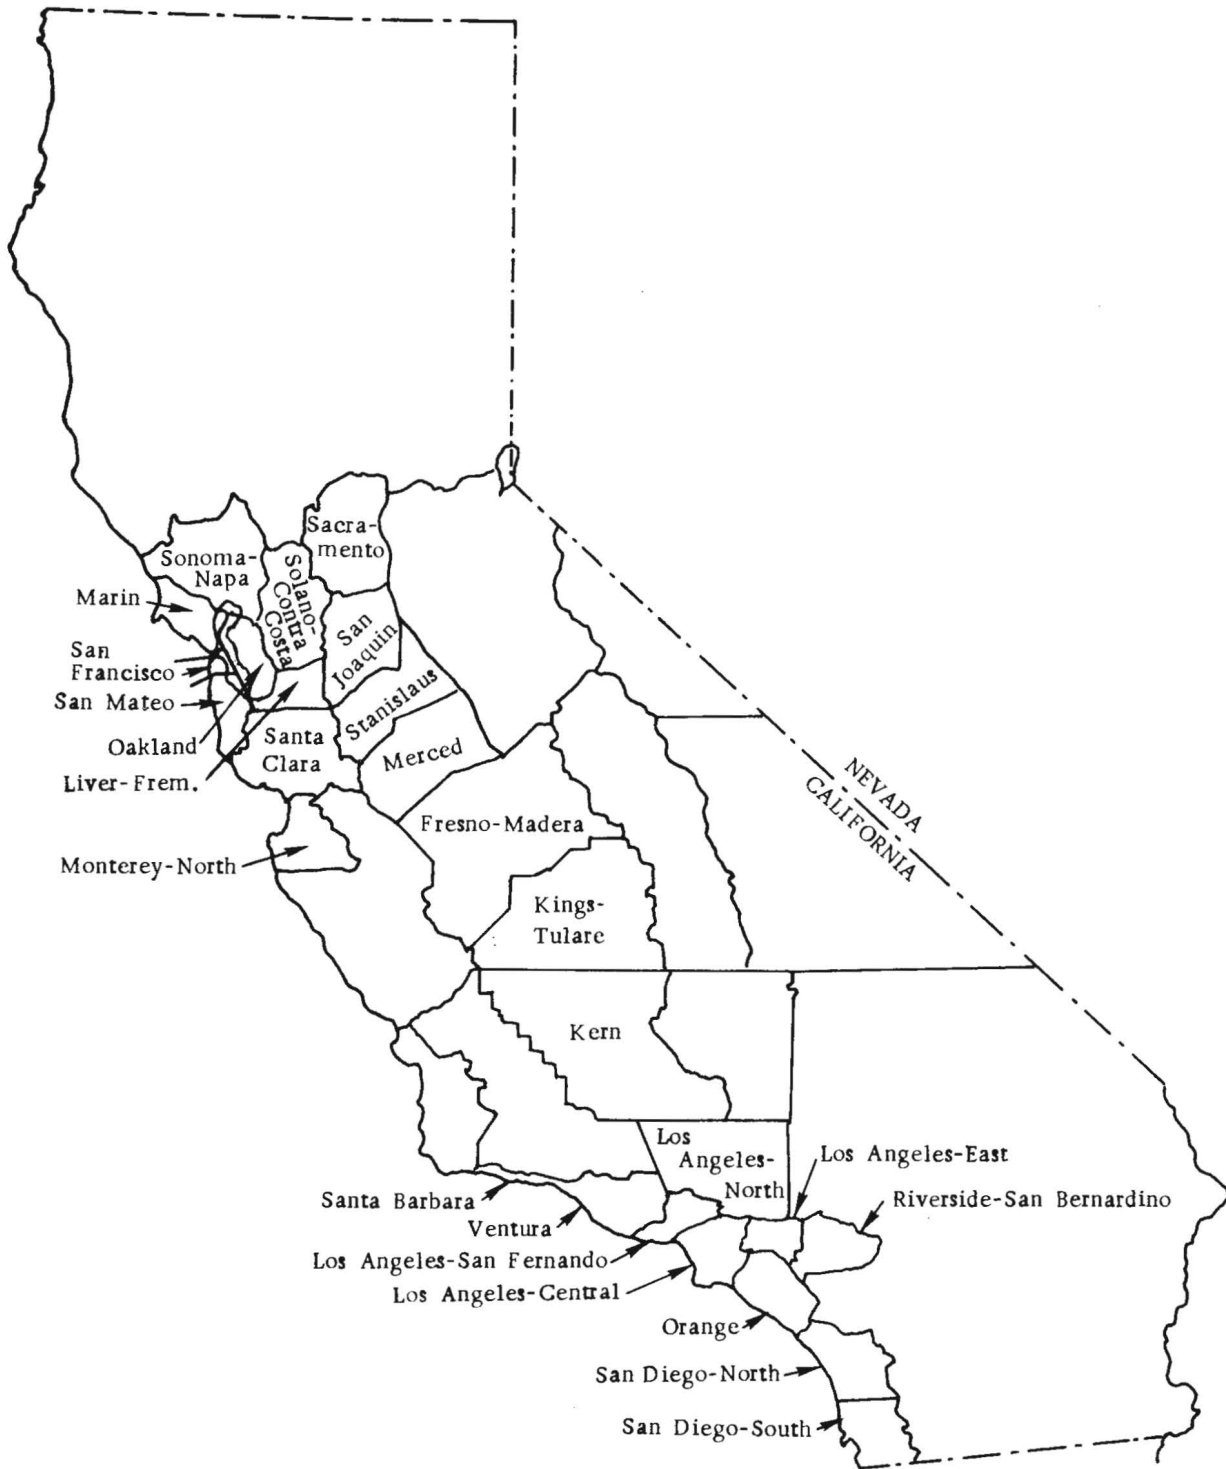 Sacra-
mento
Sonoma-
Napa
Solano-
Contra
Costa
Marin
San
Joaquin
San
Francisco
San Mateo
Stanislaus
Oakland
Santa
Clara
Merced
Liver-Frem.
NEVADA
CALIFORNIA
Fresno-Madera
Monterey-North
Kings-
Tulare
Kern
Los
Angeles-
North
Los Angeles-East
Riverside-San Bernardino
Santa Barbara
Ventura
Los Angeles-San Fernando
Los Angeles-Central
Orange
San Diego-North
San Diego-South